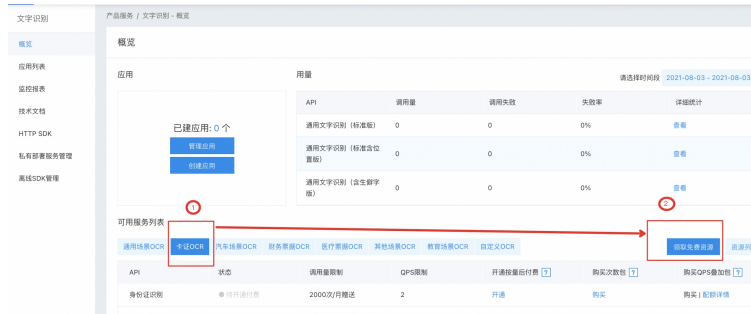 文字识别
概览
应用列表
监控报表
技术文档
HTTP SDK
私有部署服务管理
离线SDK管理
产品服务 / 文字识别 - 概览
概览
应用
已建应用: 0 个
管理应用
创建应用
用量
请选择时间段 2021-08-03 - 2021-08-03
API 调用量 调用失败 失败率 详细统计
通用文字识别（标准版） 0 0 0% 查看
通用文字识别（标准含位置版） 0 0 0% 查看
通用文字识别（含生僻字版） 0 0 0% 查看
① ②
可用服务列表
通用场景OCR 卡证OCR 汽车场景OCR 财务票据OCR 医疗票据OCR 其他场景OCR 教育场景OCR 自定义OCR 领取免费资源 资源列
API 状态 调用量限制 QPS限制 开通按量后付费 ? 购买次数包 ? 购买QPS叠加包 ?
身份证识别 待开通付费 2000次/月赠送 2 开通 购买 购买 | 配额详情